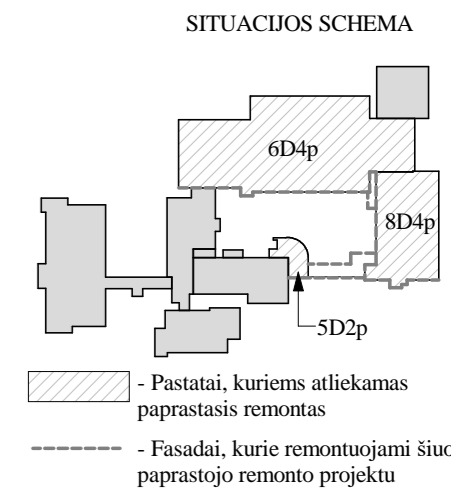 SITUACIJOS SCHEMA
6D4p
8D4p
5D2p
- Pastatai, kuriems atliekamas
paprastasis remontas
- Fasadai, kurie remontuojami šiuo
paprastojo remonto projektu